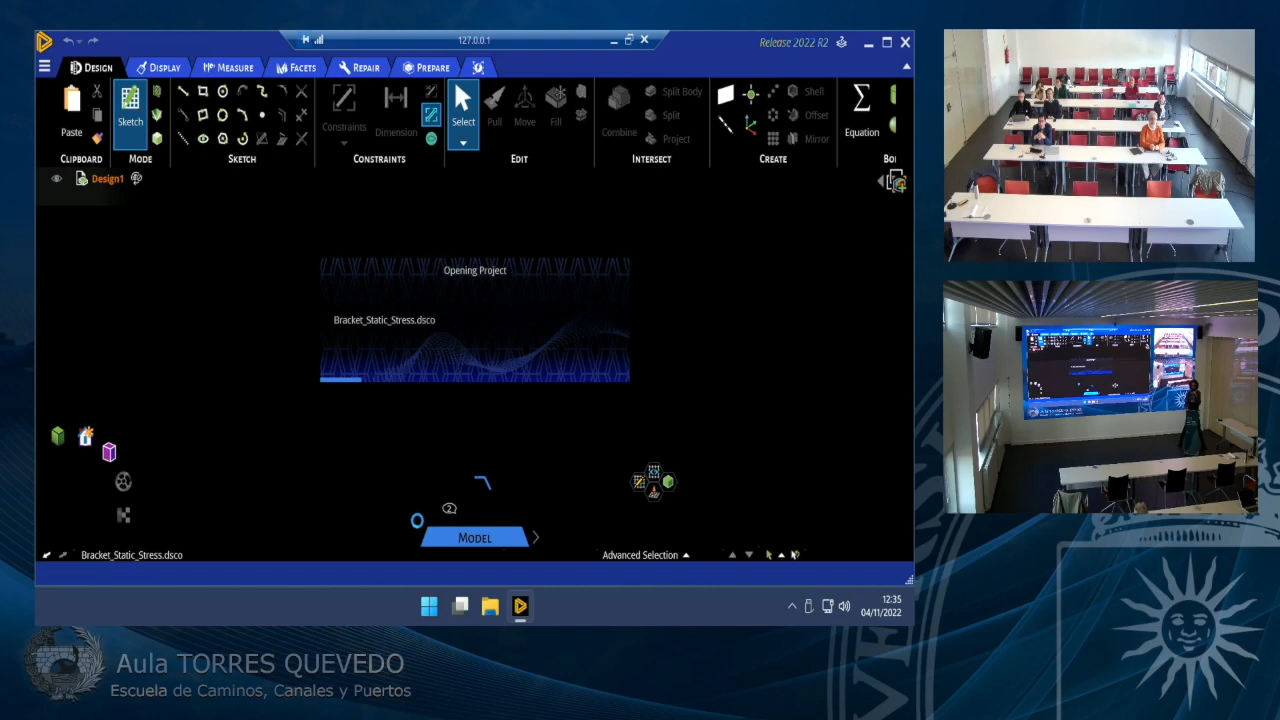 127.0.0.1
Release 2022 R2
DESIGN
DISPLAY
MEASURE
FACETS
REPAIR
PREPARE
Paste
Sketch
Constraints
Dimension
Select
Pull
Move
Fill
Combine
Split Body
Split
Project
Shell
Offset
Mirror
Equation
CLIPBOARD
MODE
SKETCH
CONSTRAINTS
EDIT
INTERSECT
CREATE
Design1
Opening Project
Bracket_Static_Stress.dsco
2
MODEL
Bracket_Static_Stress.dsco
Advanced Selection
12:35
04/11/2022
Aula TORRES QUEVEDO
Escuela de Caminos, Canales y Puertos